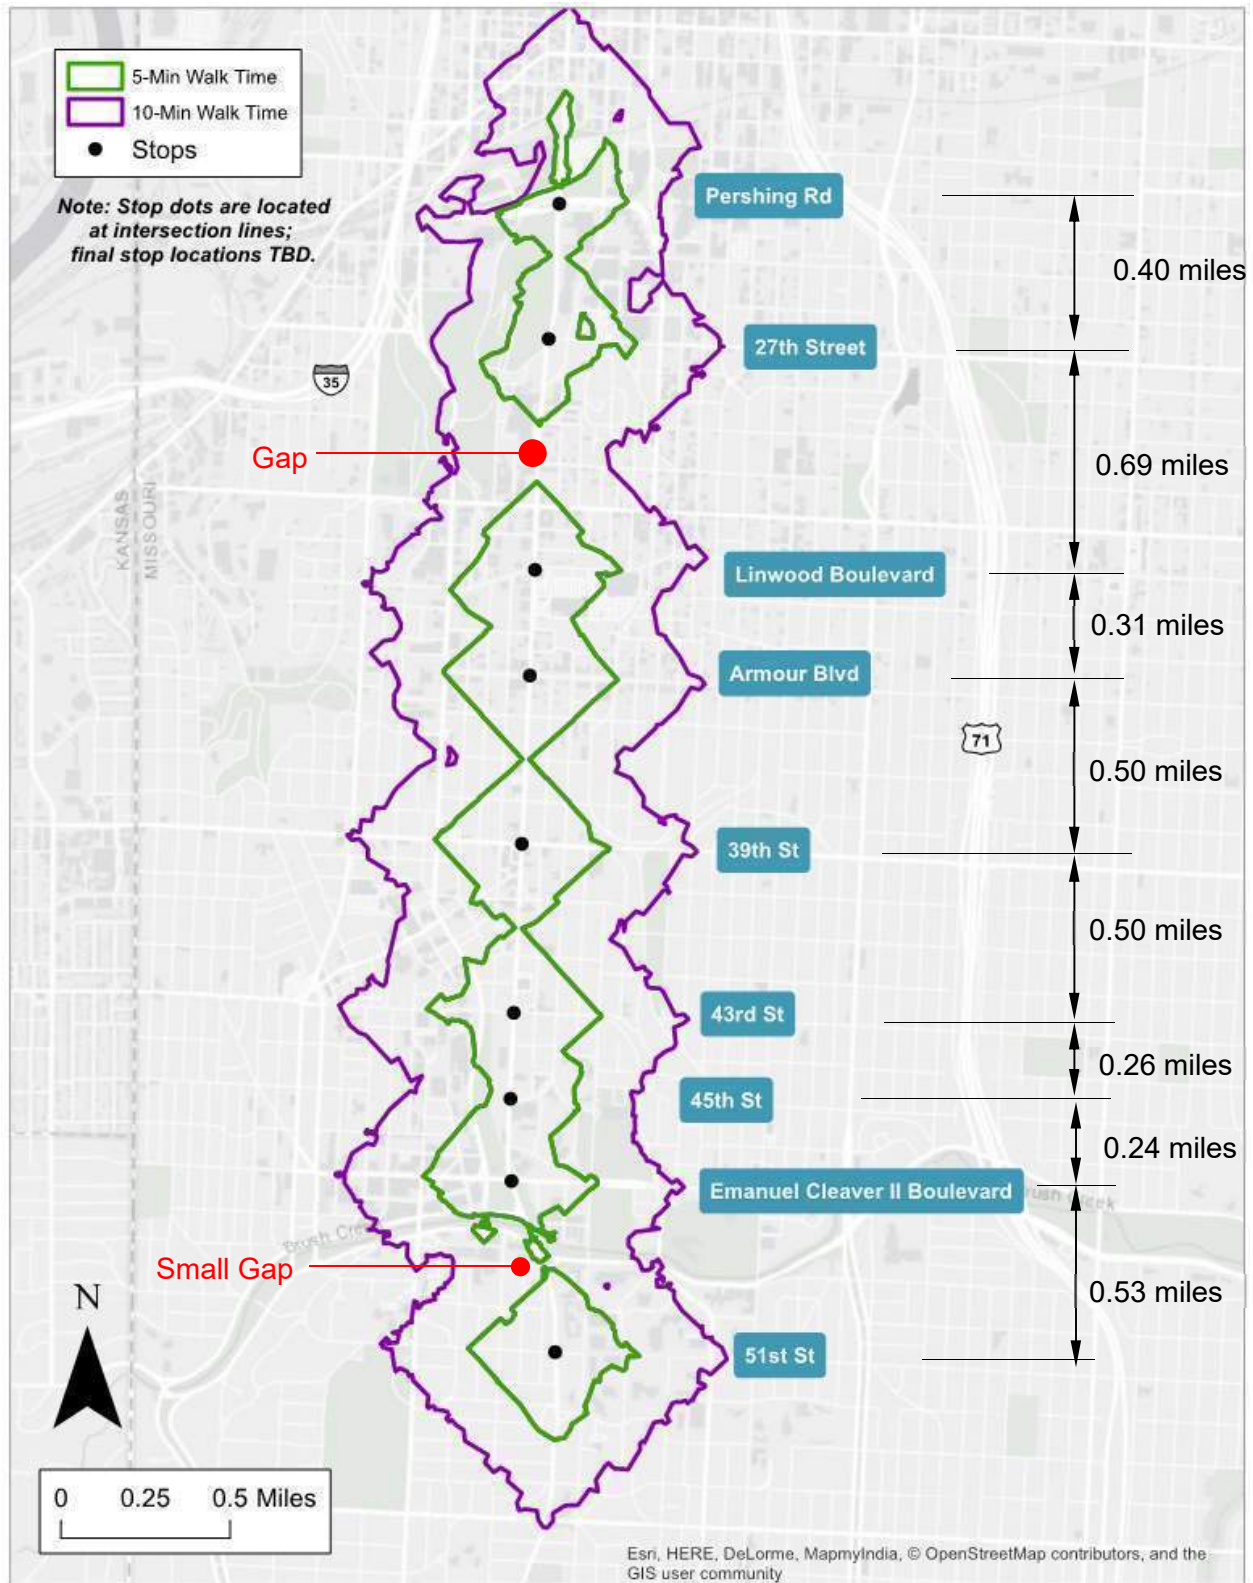 5-Min Walk Time
10-Min Walk Time
Stops
Note: Stop dots are located
at intersection lines;
final stop locations TBD.
Pershing Rd
0.40 miles
27th Street
35
Gap
0.69 miles
KANSAS
MISSOURI
Linwood Boulevard
0.31 miles
Armour Blvd
71
0.50 miles
39th St
0.50 miles
43rd St
0.26 miles
45th St
0.24 miles
Emanuel Cleaver II Boulevard
Brush Creek
Small Gap
0.53 miles
N
51st St
0 0.25 0.5 Miles
Esri, HERE, DeLorme, MapmyIndia, © OpenStreetMap contributors, and the
GIS user community